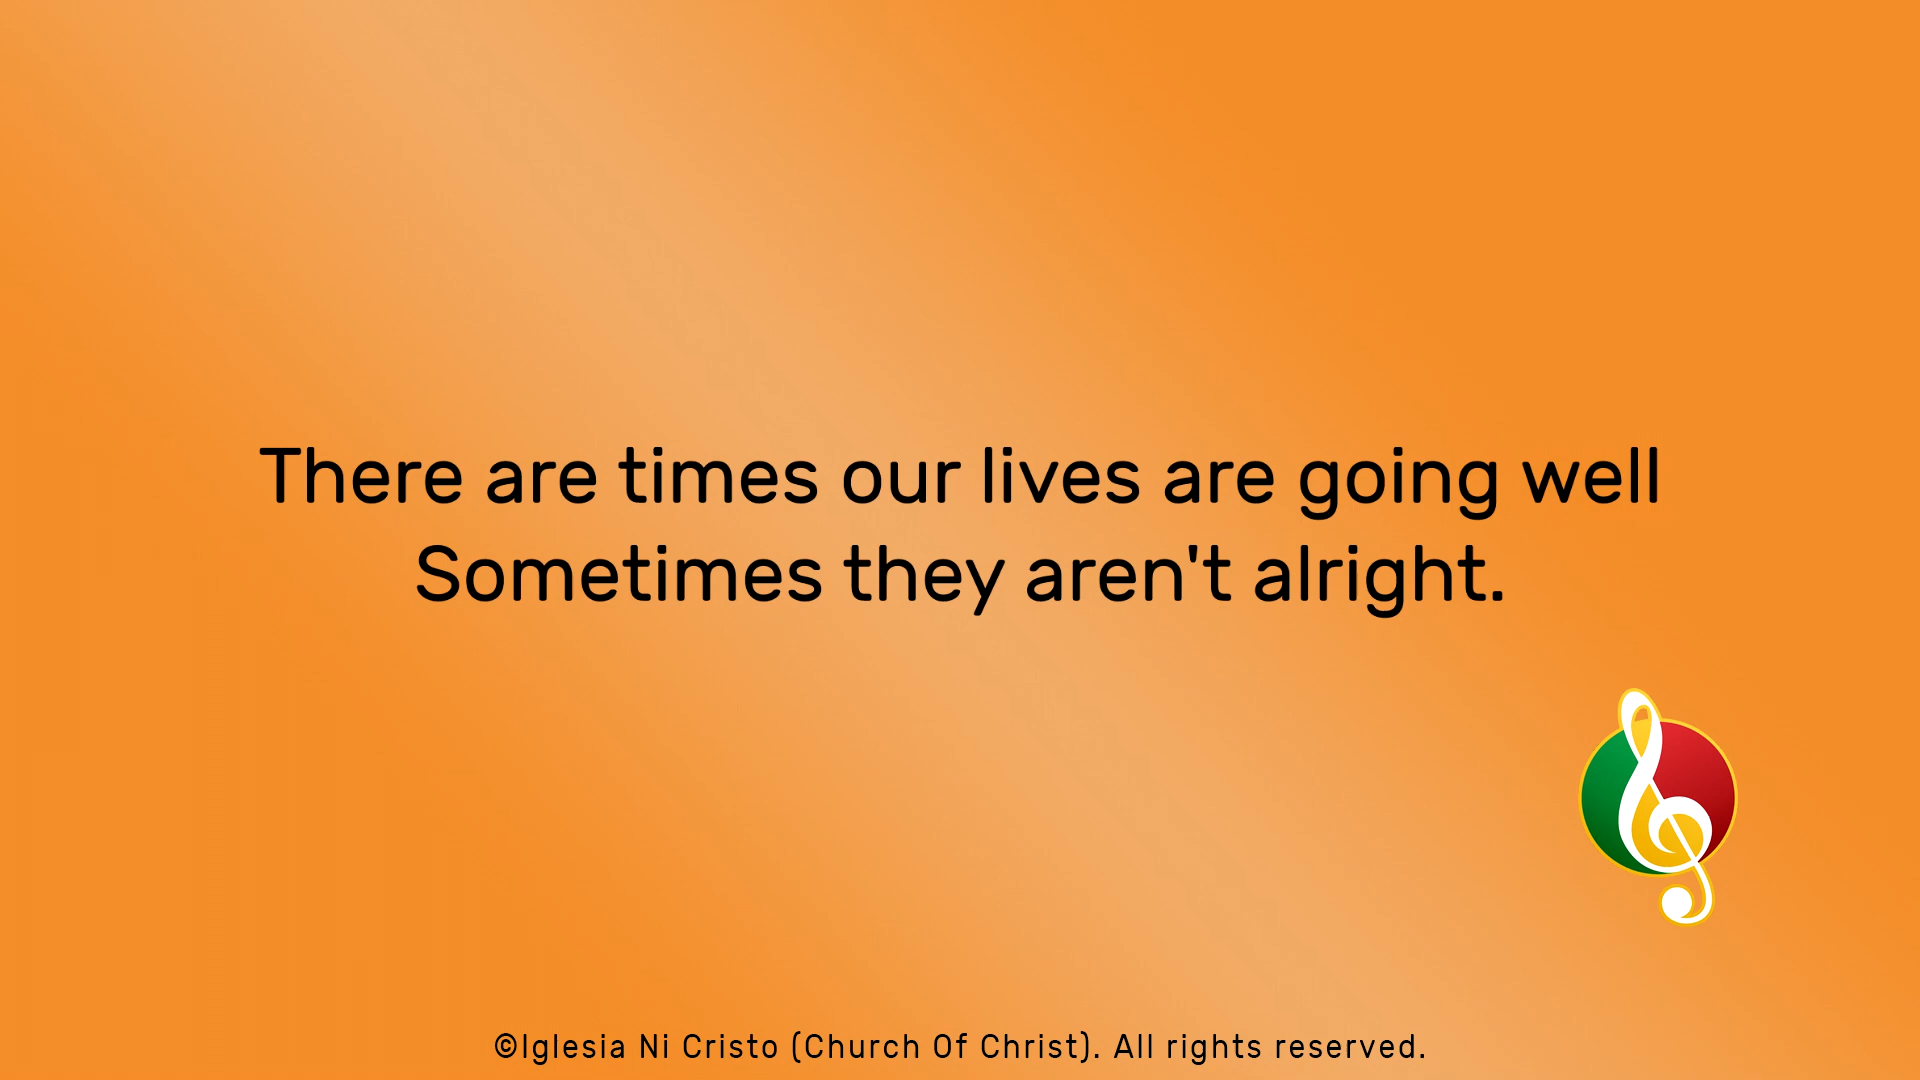 There are times our lives are going well
Sometimes they aren't alright.
©Iglesia Ni Cristo (Church Of Christ). All rights reserved.